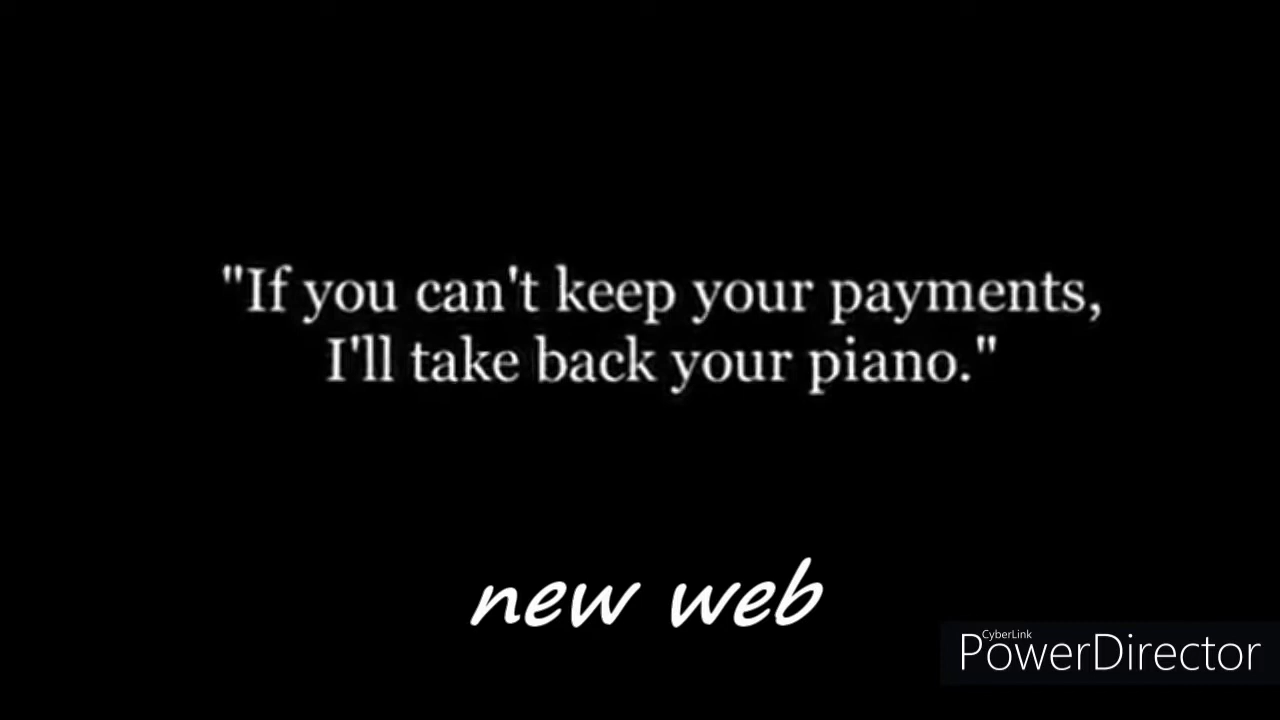 "If you can't keep your payments,
I'll take back your piano."
new web
CyberLink
PowerDirector